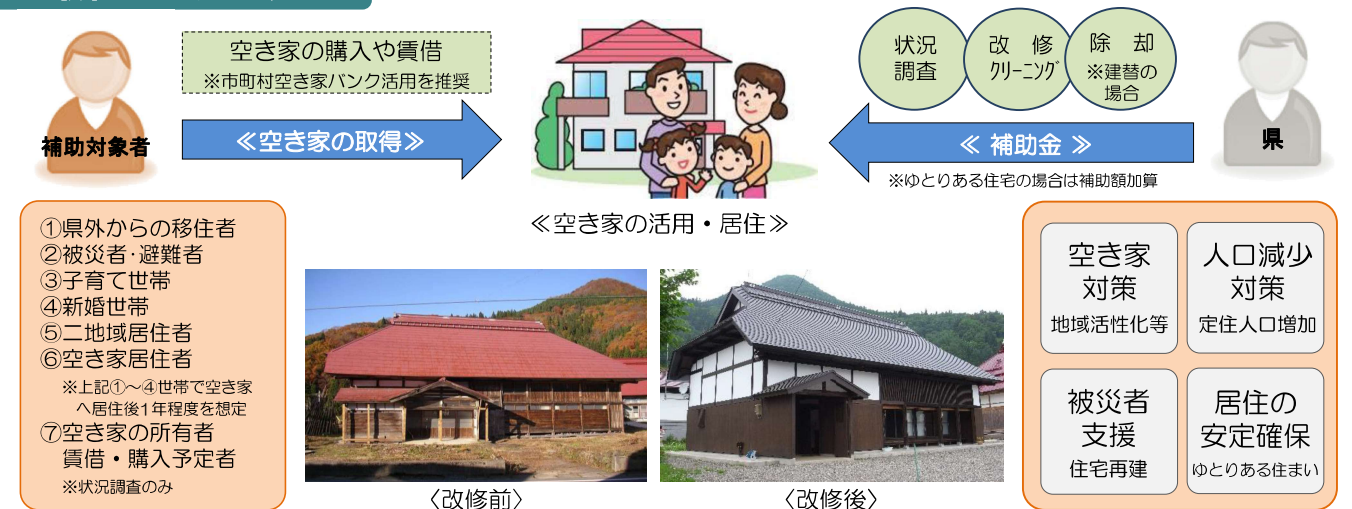 空き家の購入や賃借
※市町村空き家バンク活用を推奨
補助対象者
≪空き家の取得≫
状況
調査
改　修
ｸﾘｰﾆﾝｸﾞ
除　却
※建替の
場合
≪ 補助金 ≫
県
※ゆとりある住宅の場合は補助額加算
≪空き家の活用・居住≫
①県外からの移住者
②被災者･避難者
③子育て世帯
④新婚世帯
⑤二地域居住者
⑥空き家居住者
※上記①～④世帯で空き家
へ居住後1年程度を想定
⑦空き家の所有者
賃借・購入予定者
※状況調査のみ
〈改修前〉
〈改修後〉
空き家
対策
地域活性化等
人口減少
対策
定住人口増加
被災者
支援
住宅再建
居住の
安定確保
ゆとりある住まい